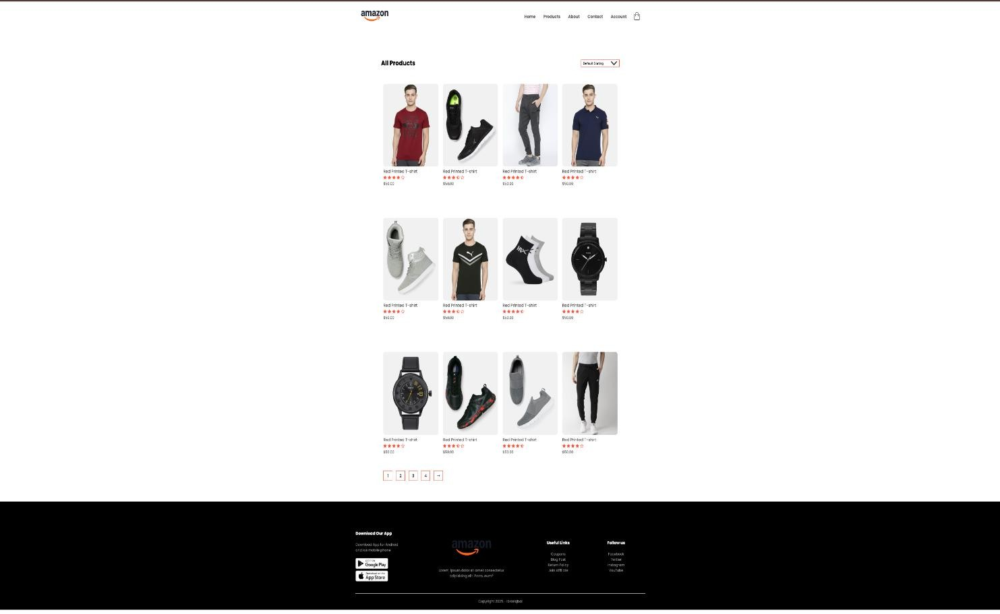 amazon
Home Products About Contact Account
All Products
Default Sorting
Red Printed T-shirt Red Printed T-shirt Red Printed T-shirt Red Printed T-shirt
$50.00 $50.00 $50.00 $50.00
Red Printed T-shirt Red Printed T-shirt Red Printed T-shirt Red Printed T-shirt
$50.00 $50.00 $50.00 $50.00
Red Printed T-shirt Red Printed T-shirt Red Printed T-shirt Red Printed T-shirt
$50.00 $50.00 $50.00 $50.00
1 2 3 4 →
Download Our App
Download App for Android
and ios mobile phone
GET IT ON
Google Play
Download on the
App Store
amazon
Lorem ipsum dolor sit amet consectetur
adipisicing elit. Porro, eum?
Useful Links
Coupons
Blog Post
Return Policy
Join Affiliate
Follow us
Facebook
Twitter
Instagram
YouTube
Copyright 2025 -